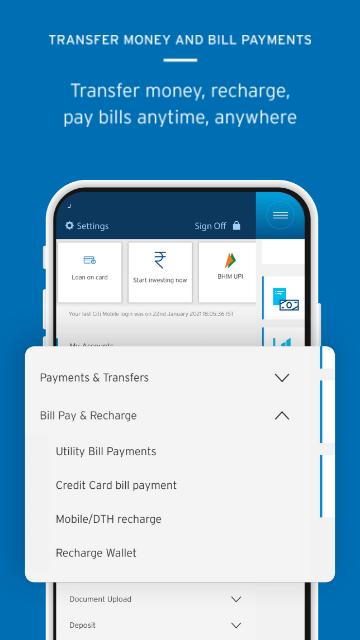 TRANSFER MONEY AND BILL PAYMENTS
Transfer money, recharge,
pay bills anytime, anywhere
Settings
Sign Off
Loan on card
Start investing now
BHIM UPI
Your last Citi Mobile login was on 22nd January 2021 16:05:36 IST
My Accounts
Payments & Transfers
Bill Pay & Recharge
Utility Bill Payments
Credit Card bill payment
Mobile/DTH recharge
Recharge Wallet
Document Upload
Deposit